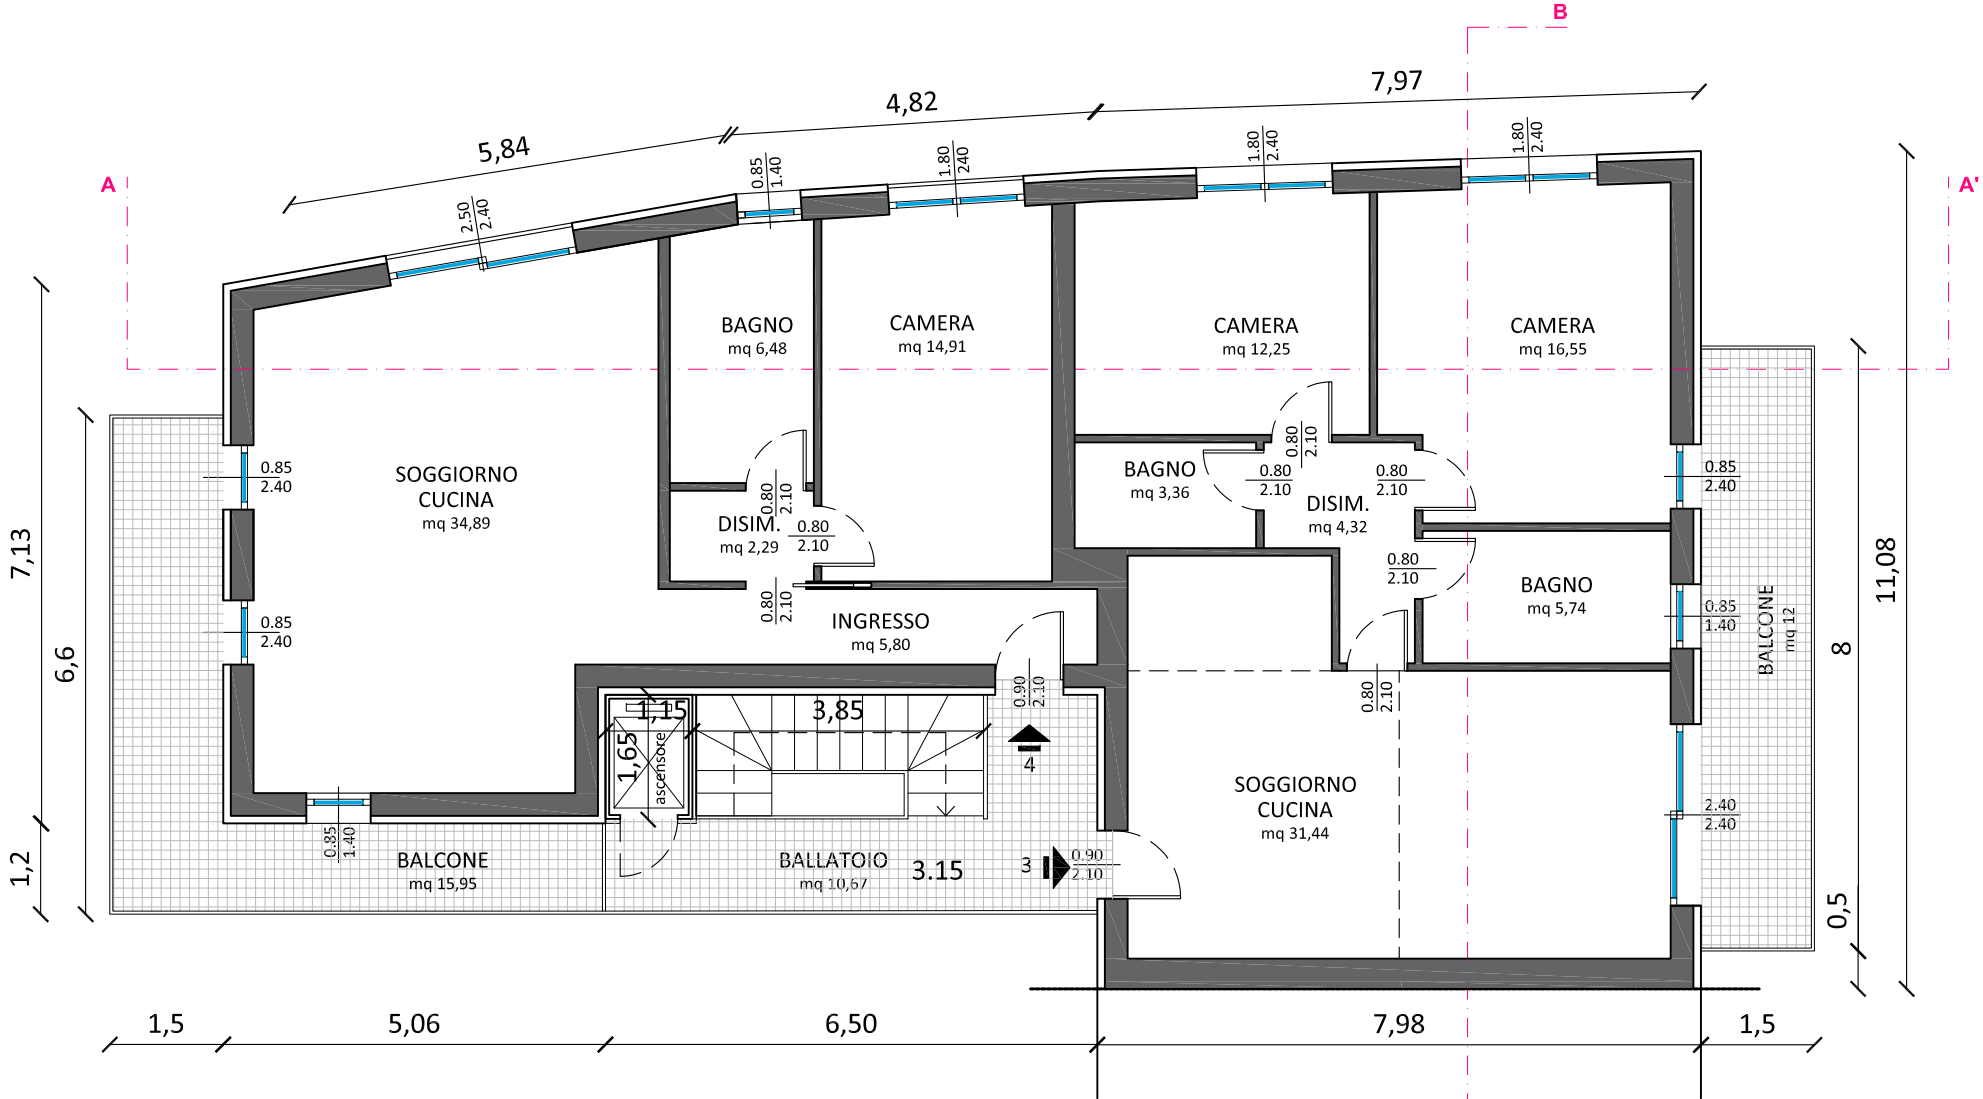 B
7,97
4,82
5,84
A
A'
0.85
1.40
1.80
240
1.80
2.40
1.80
2.40
2.50
2.40
BAGNO
mq 6,48
CAMERA
mq 14,91
CAMERA
mq 12,25
CAMERA
mq 16,55
SOGGIORNO
CUCINA
mq 34,89
0.85
2.40
0.80
2.10
DISIM.
mq 2,29
0.80
2.10
BAGNO
mq 3,36
0.80
2.10
0.80
2.10
0.80
2.10
DISIM.
mq 4,32
0.85
2.40
7,13
6,6
0.85
2.40
0.80
2.10
INGRESSO
mq 5,80
0.80
2.10
BAGNO
mq 5,74
0.85
1.40
BALCONE
mq 12
8
11,08
1,15
3,85
1,65
ascensore
0.90
2.10
4
0.80
2.10
SOGGIORNO
CUCINA
mq 31,44
2.40
2.40
1,2
0.85
1.40
BALCONE
mq 15,95
BALLATOIO
mq 10,67
3.15
3
0.90
2.10
0,5
1,5
5,06
6,50
7,98
1,5